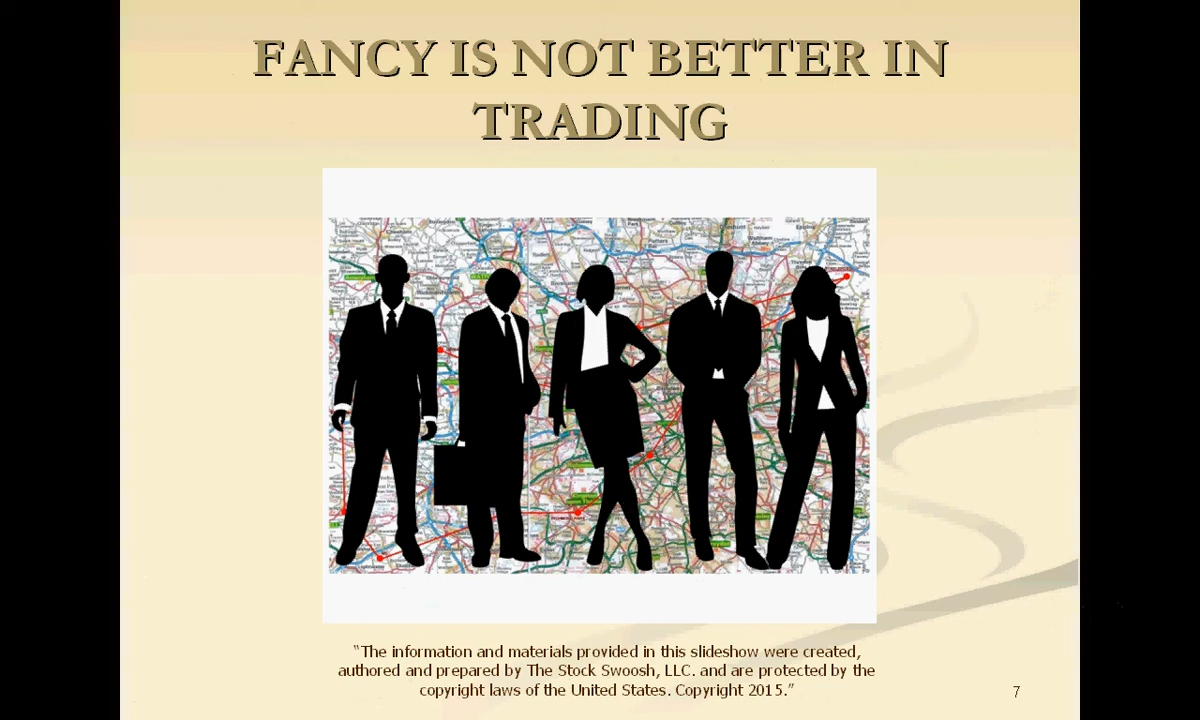 FANCY IS NOT BETTER IN
TRADING
"The information and materials provided in this slideshow were created,
authored and prepared by The Stock Swoosh, LLC. and are protected by the
copyright laws of the United States. Copyright 2015."
7